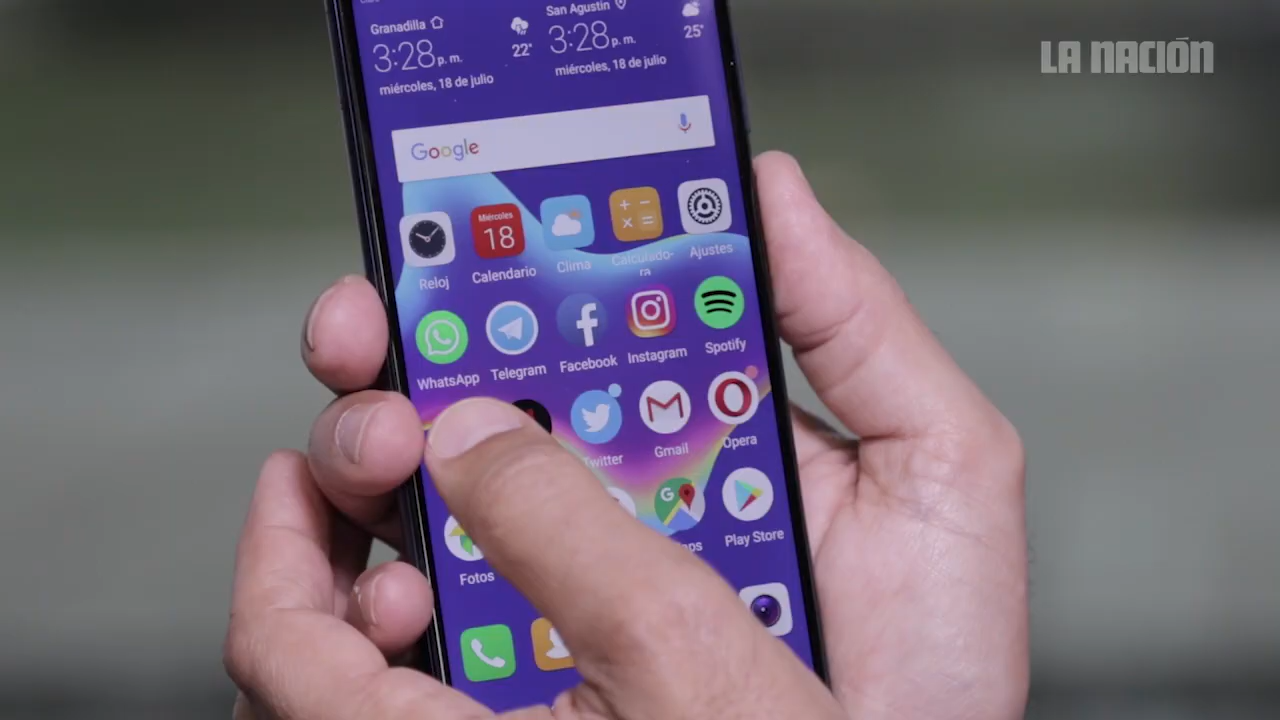 LA NACIÓN
Granadilla
San Agustín
3:28 p. m.
22°
3:28 p. m.
25°
miércoles, 18 de julio
miércoles, 18 de julio
Google
Miércoles
18
Reloj
Calendario
Clima
Calculado-
ra
Ajustes
WhatsApp
Telegram
Facebook
Instagram
Spotify
Twitter
Gmail
Opera
G
Play Store
Fotos